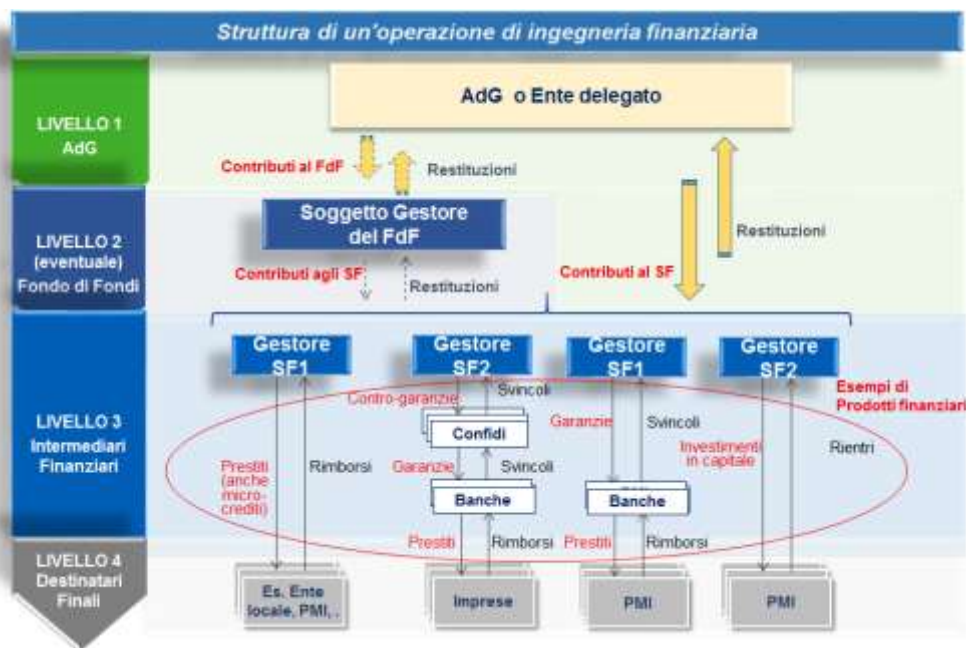 Struttura di un'operazione di ingegneria finanziaria
AdG o Ente delegato
LIVELLO 1
AdG
Contributi al FdF
Restituzioni
Soggetto Gestore
del FdF
LIVELLO 2
(eventuale)
Fondo di Fondi
Contributi agli SF
Restituzioni
Contributi al SF
Restituzioni
Gestore
SF1
Gestore
SF2
Gestore
SF1
Gestore
SF2
Esempi di
Prodotti finanziari
LIVELLO 3
Intermediari
Finanziari
Contro-garanzie
Svincoli
Confidi
Garanzie
Svincoli
Banche
Garanzie
Svincoli
Banche
Investimenti
in capitale
Rientri
Prestiti
(anche
micro-
crediti)
Rimborsi
Prestiti
Rimborsi
Prestiti
Rimborsi
LIVELLO 4
Destinatari
Finali
Es. Ente
locale, PMI, .
Imprese
PMI
PMI